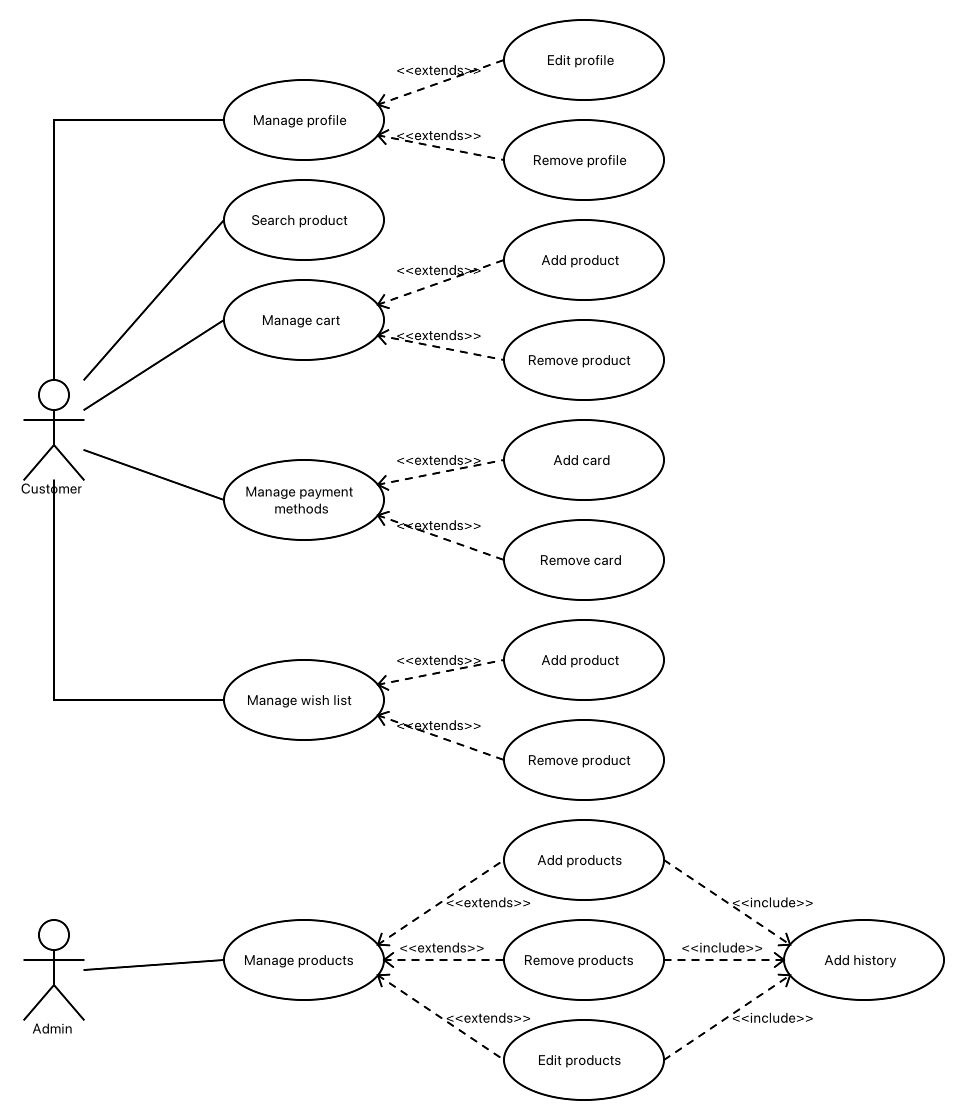 Edit profile
<<extends>>
Manage profile
<<extends>>
Remove profile
Search product
Add product
<<extends>>
Manage cart
<<extends>>
Remove product
Customer
Add card
<<extends>>
Manage payment
methods
<<extends>>
Remove card
Add product
<<extends>>
Manage wish list
<<extends>>
Remove product
Add products
<<extends>>
<<include>>
<<extends>>
<<include>>
Manage products
Remove products
Add history
<<extends>>
<<include>>
Admin
Edit products